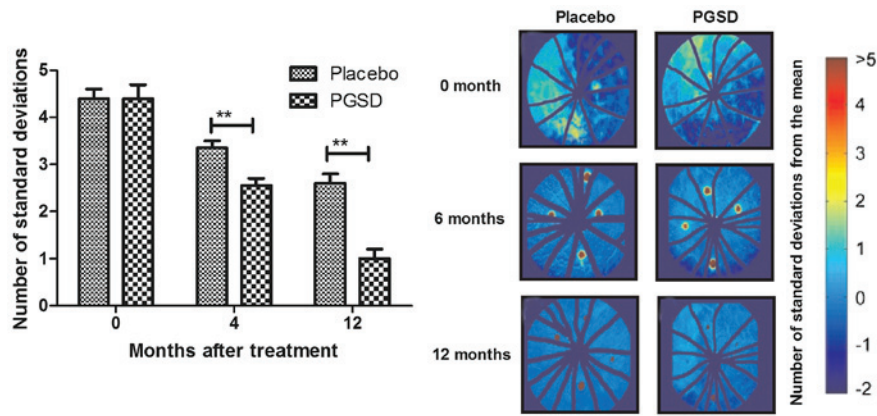 Number of standard deviations
5
4
3
2
1
0
Placebo
PGSD
**
**
0 4 12
Months after treatment
Placebo PGSD
0 month
6 months
12 months
Number of standard deviations from the mean
>5
4
3
2
1
0
-1
-2